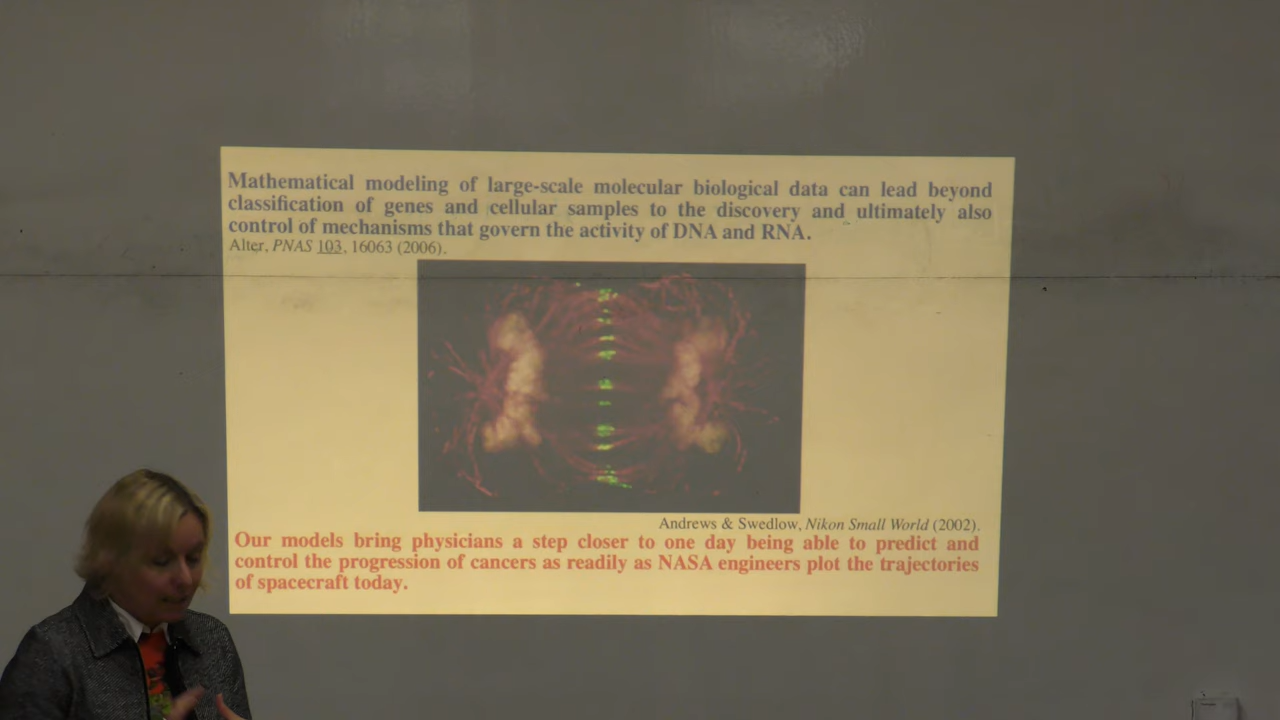 Mathematical modeling of large-scale molecular biological data can lead beyond
classification of genes and cellular samples to the discovery and ultimately also
control of mechanisms that govern the activity of DNA and RNA.
Alter, PNAS 103, 16063 (2006).
Andrews & Swedlow, Nikon Small World (2002).
Our models bring physicians a step closer to one day being able to predict and
control the progression of cancers as readily as NASA engineers plot the trajectories
of spacecraft today.